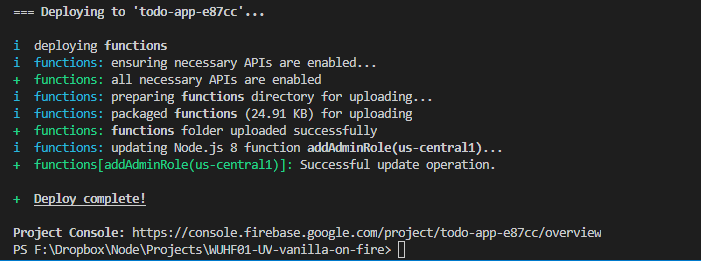 === Deploying to 'todo-app-e87cc'...
i deploying functions
i functions: ensuring necessary APIs are enabled...
+ functions: all necessary APIs are enabled
i functions: preparing functions directory for uploading...
i functions: packaged functions (24.91 KB) for uploading
+ functions: functions folder uploaded successfully
i functions: updating Node.js 8 function addAdminRole(us-central1)...
+ functions[addAdminRole(us-central1)]: Successful update operation.
+ Deploy complete!
Project Console: https://console.firebase.google.com/project/todo-app-e87cc/overview
PS F:\Dropbox\Node\Projects\WUHF01-UV-vanilla-on-fire>